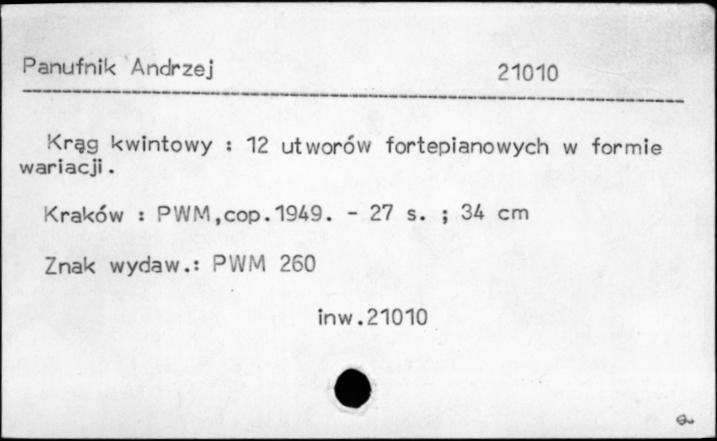 Panufnik Andrzej 21010
Krąg kwintowy : 12 utworów fortepianowych w formie
wariacji.
Kraków : PWM,cop.1949. - 27 s. ; 34 cm
Znak wydaw.: PWM 260
inw.21010